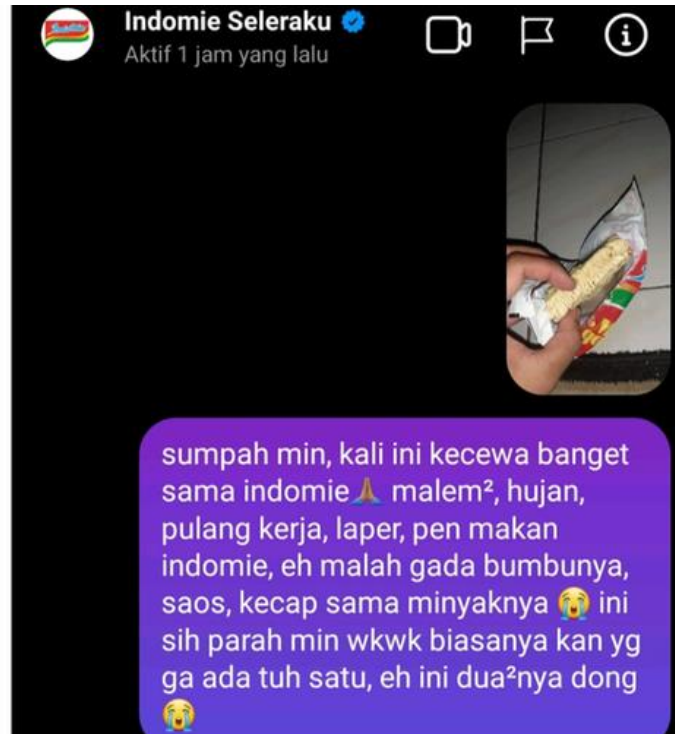 Indomie Seleraku
Aktif 1 jam yang lalu
sumpah min, kali ini kecewa banget
sama indomie🙏🏾 malem², hujan,
pulang kerja, laper, pen makan
indomie, eh malah gada bumbunya,
saos, kecap sama minyaknya 😭 ini
sih parah min wkwk biasanya kan yg
ga ada tuh satu, eh ini dua²nya dong
😭